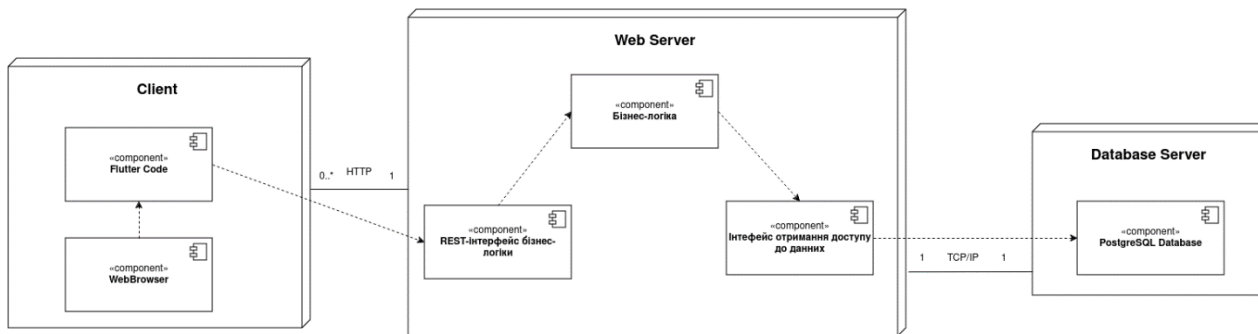 Web Server
Client
«component»
Бізнес-логіка
«component»
Flutter Code
0..* HTTP 1
Database Server
«component»
REST-інтерфейс бізнес-
логіки
«component»
Інтефейс отримання доступу
до данних
«component»
PostgreSQL Database
«component»
WebBrowser
1 TCP/IP 1